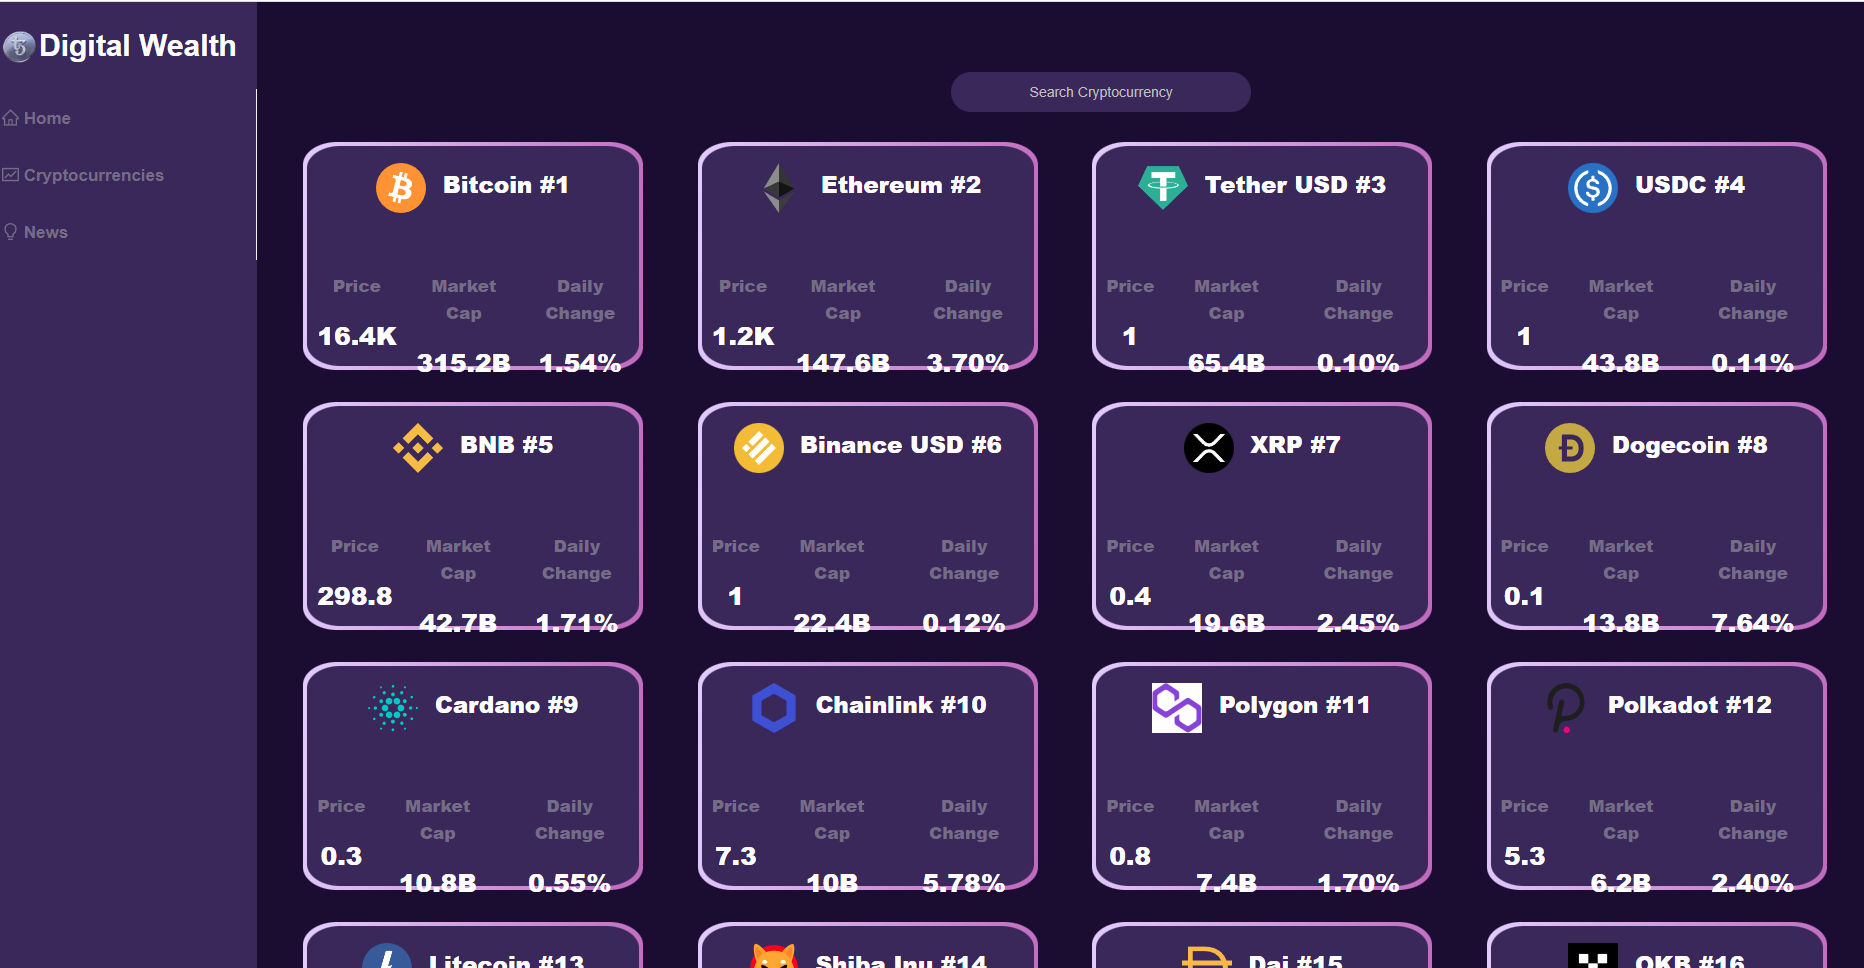 Digital Wealth
Home
Cryptocurrencies
News
Search Cryptocurrency
Bitcoin #1
Price
Market
Cap
Daily
Change
16.4K
315.2B
1.54%
Ethereum #2
Price
Market
Cap
Daily
Change
1.2K
147.6B
3.70%
Tether USD #3
Price
Market
Cap
Daily
Change
1
65.4B
0.10%
USDC #4
Price
Market
Cap
Daily
Change
1
43.8B
0.11%
BNB #5
Price
Market
Cap
Daily
Change
298.8
42.7B
1.71%
Binance USD #6
Price
Market
Cap
Daily
Change
1
22.4B
0.12%
XRP #7
Price
Market
Cap
Daily
Change
0.4
19.6B
2.45%
Dogecoin #8
Price
Market
Cap
Daily
Change
0.1
13.8B
7.64%
Cardano #9
Price
Market
Cap
Daily
Change
0.3
10.8B
0.55%
Chainlink #10
Price
Market
Cap
Daily
Change
7.3
10B
5.78%
Polygon #11
Price
Market
Cap
Daily
Change
0.8
7.4B
1.70%
Polkadot #12
Price
Market
Cap
Daily
Change
5.3
6.2B
2.40%
Litecoin #13
Shiba Inu #14
Dai #15
OKB #16